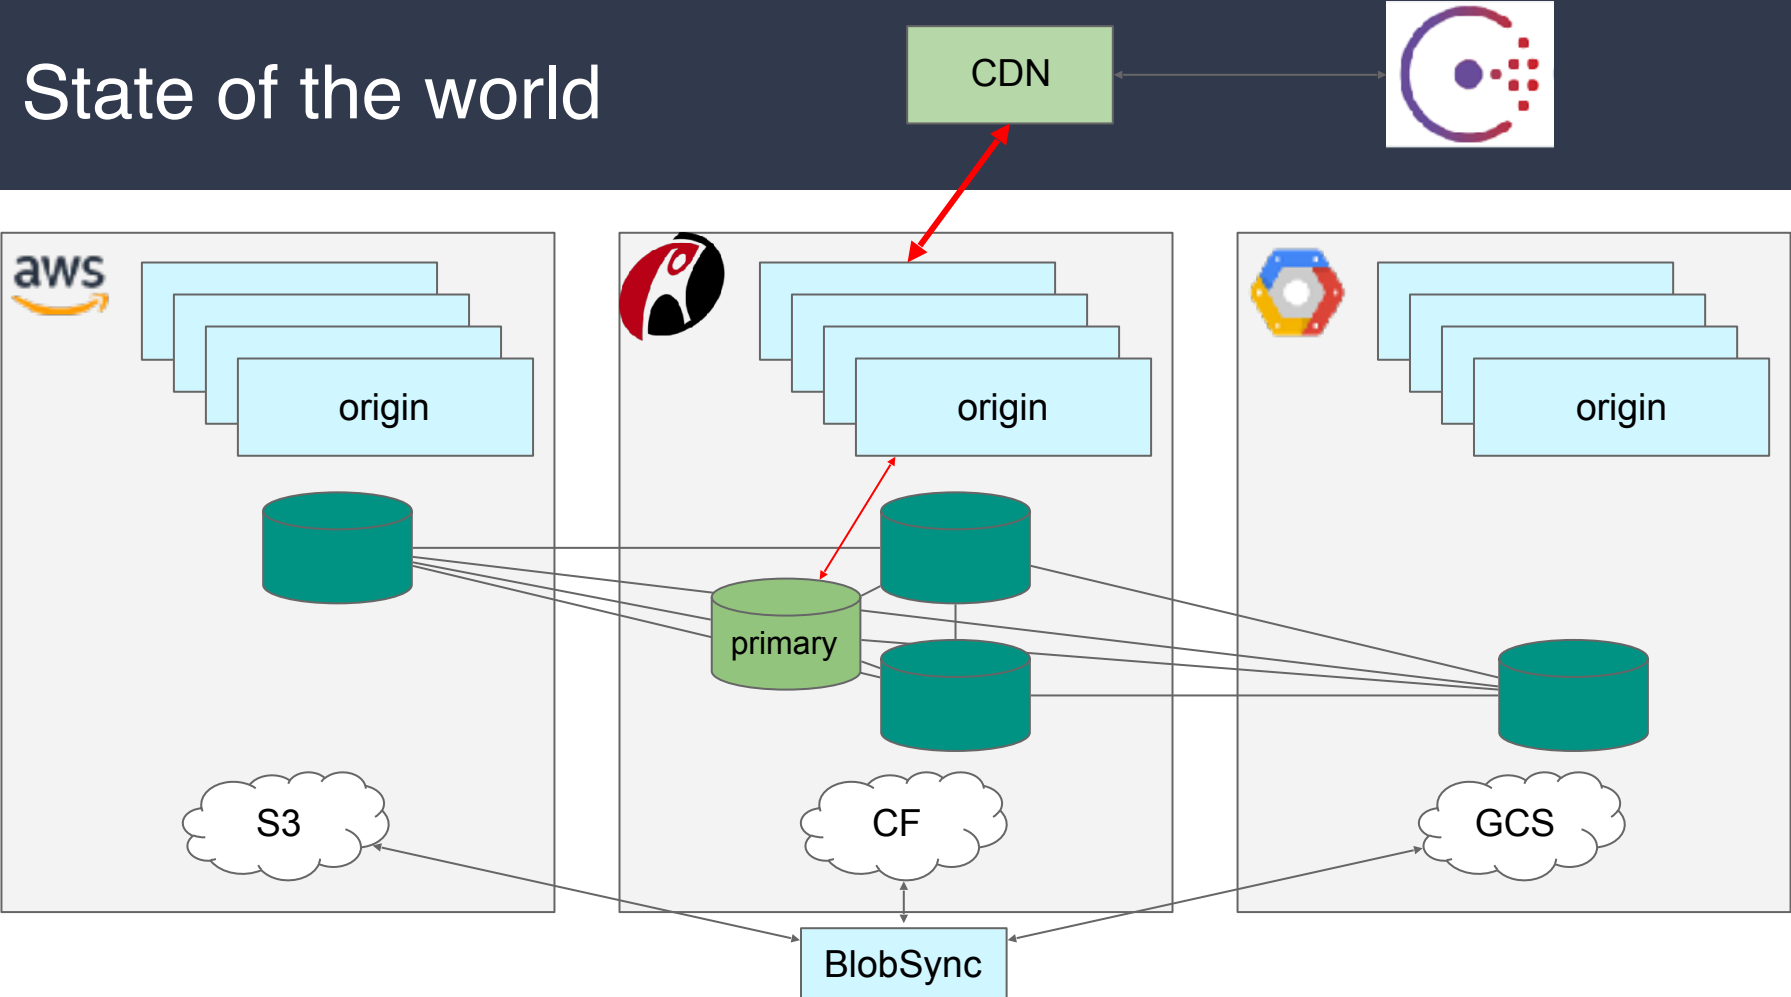 State of the world
CDN
aws
origin
origin
origin
primary
S3
CF
GCS
BlobSync